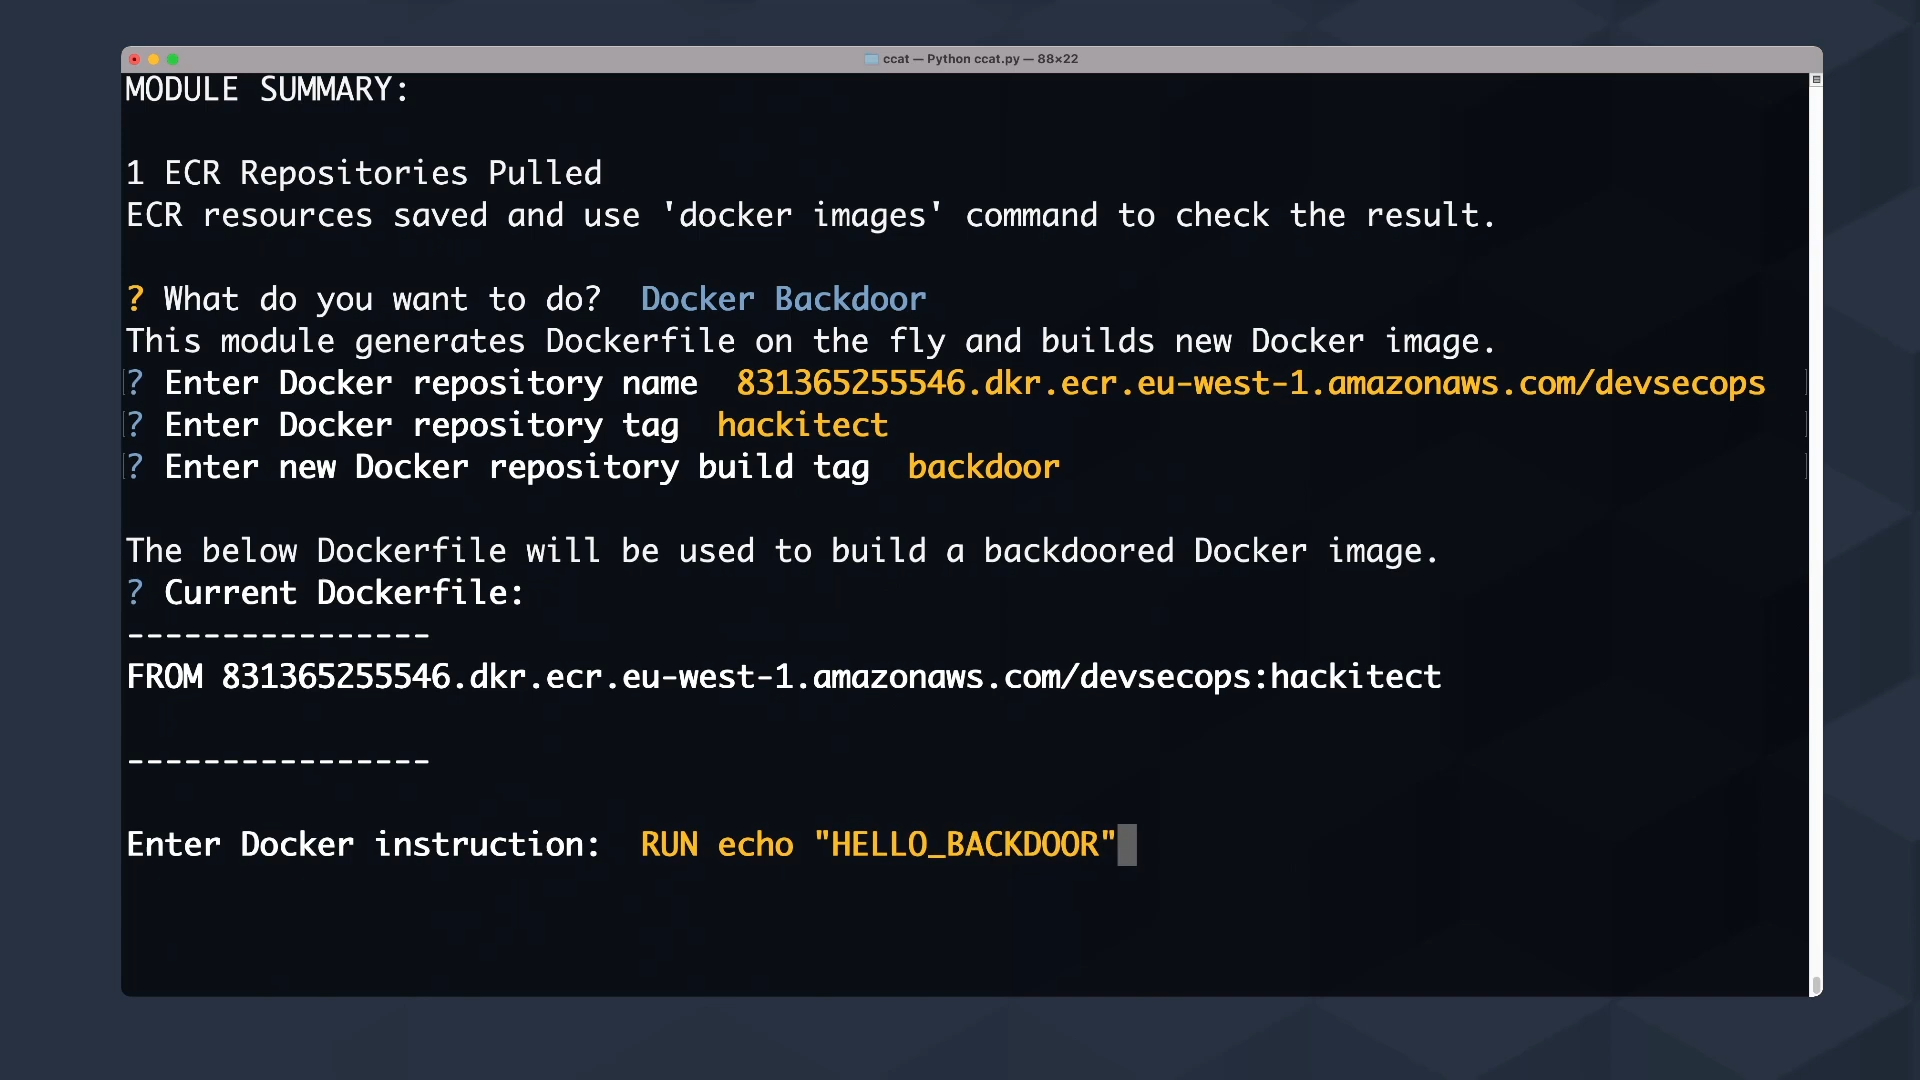 ccat — Python ccat.py — 88×22
MODULE SUMMARY:
1 ECR Repositories Pulled
ECR resources saved and use 'docker images' command to check the result.
? What do you want to do?  Docker Backdoor
This module generates Dockerfile on the fly and builds new Docker image.
[? Enter Docker repository name  831365255546.dkr.ecr.eu-west-1.amazonaws.com/devsecops ]
[? Enter Docker repository tag  hackitect ]
[? Enter new Docker repository build tag  backdoor ]
The below Dockerfile will be used to build a backdoored Docker image.
? Current Dockerfile:
----------------
FROM 831365255546.dkr.ecr.eu-west-1.amazonaws.com/devsecops:hackitect
----------------
Enter Docker instruction:  RUN echo "HELLO_BACKDOOR"